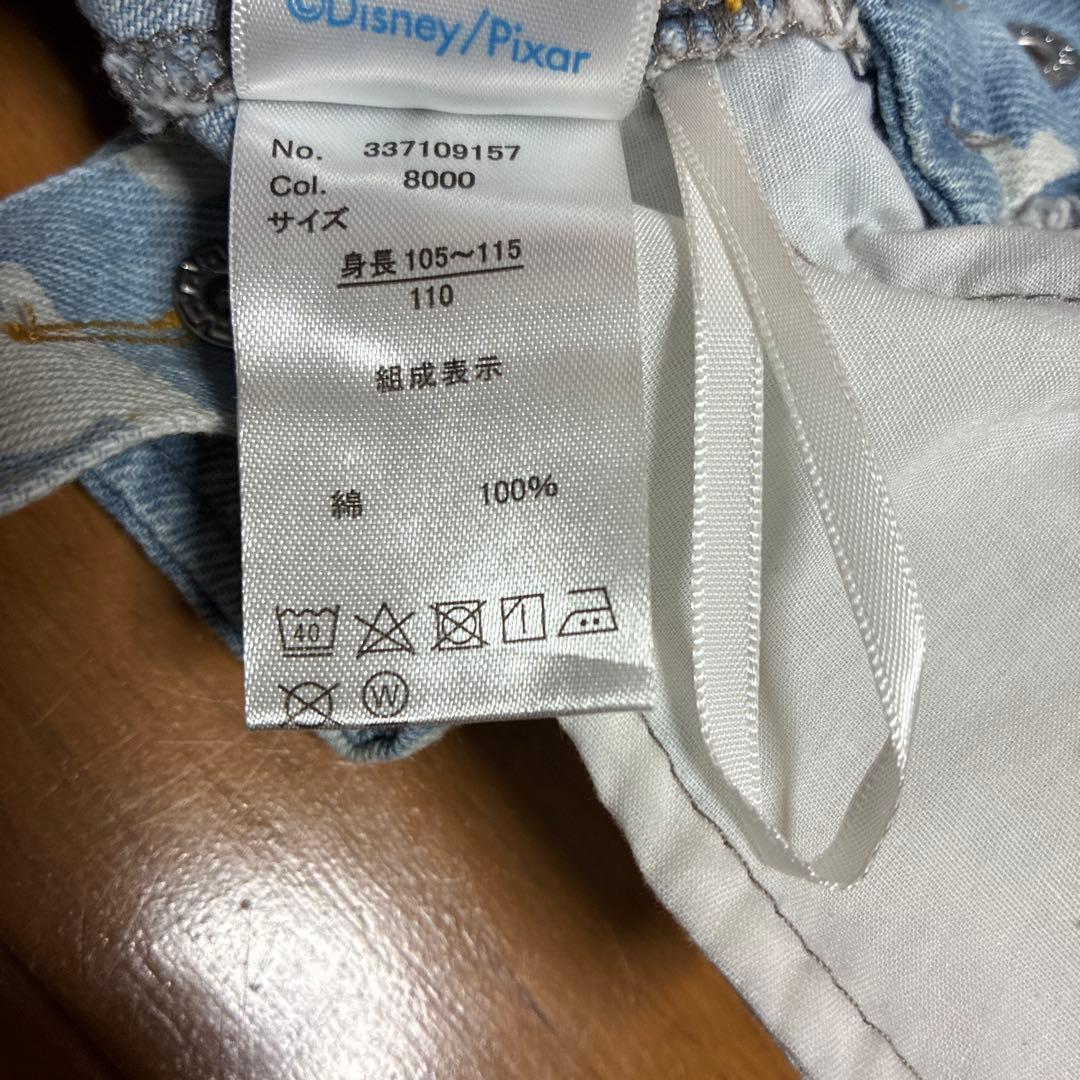 ©Disney/Pixar
No. 337109157
Col. 8000
サイズ
身長 105～115
110
組成表示
綿 100%
40
W